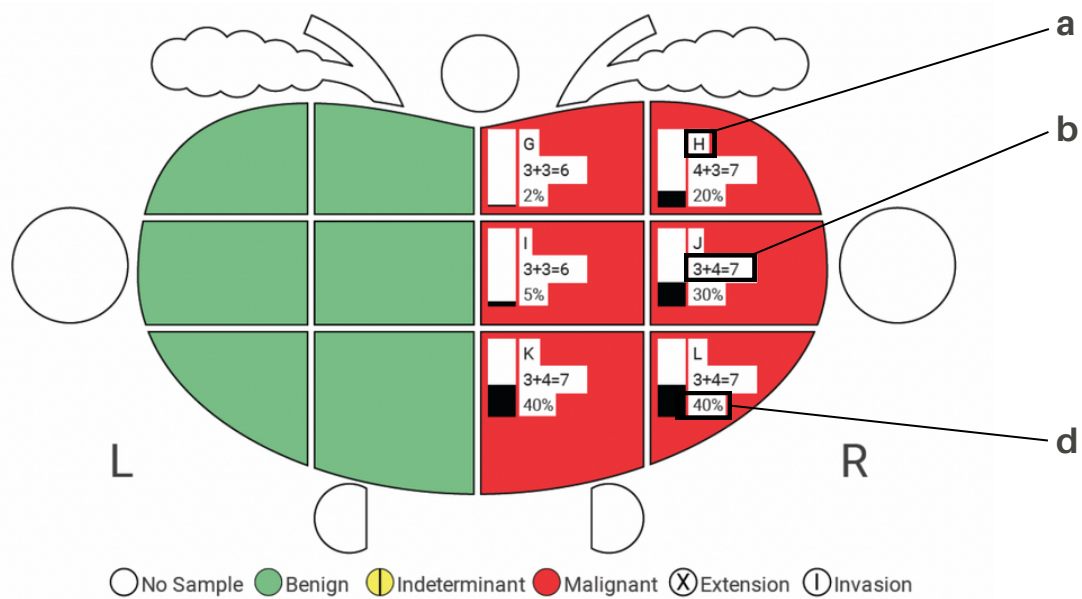 a
G
3+3=6
2%
H
4+3=7
20%
b
I
3+3=6
5%
J
3+4=7
30%
K
3+4=7
40%
L
3+4=7
40%
d
L
R
No Sample
Benign
Indeterminant
Malignant
X
Extension
I
Invasion